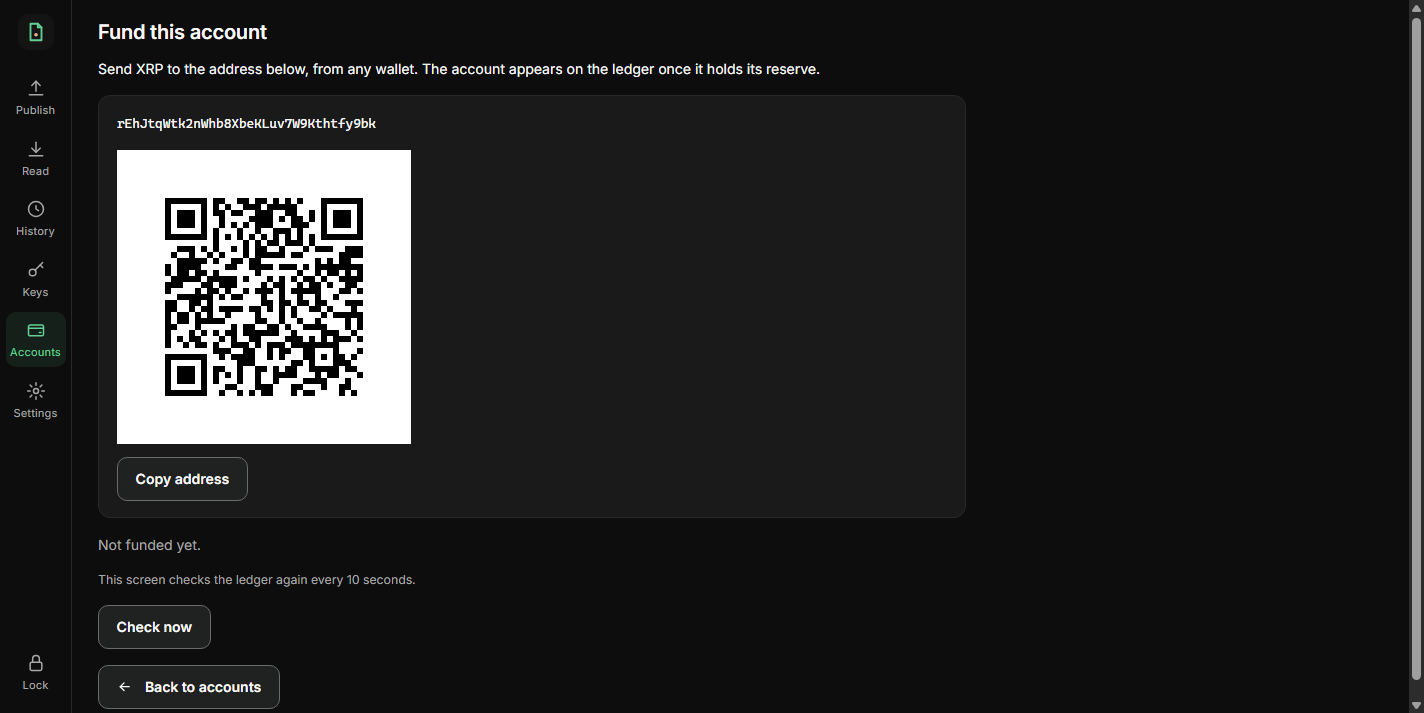 Fund this account
Send XRP to the address below, from any wallet. The account appears on the ledger once it holds its reserve.
rEhJtqWtk2nWhb8XbeKLuv7W9Kthtfy9bk
Copy address
Not funded yet.
This screen checks the ledger again every 10 seconds.
Check now
← Back to accounts
Publish
Read
History
Keys
Accounts
Settings
Lock